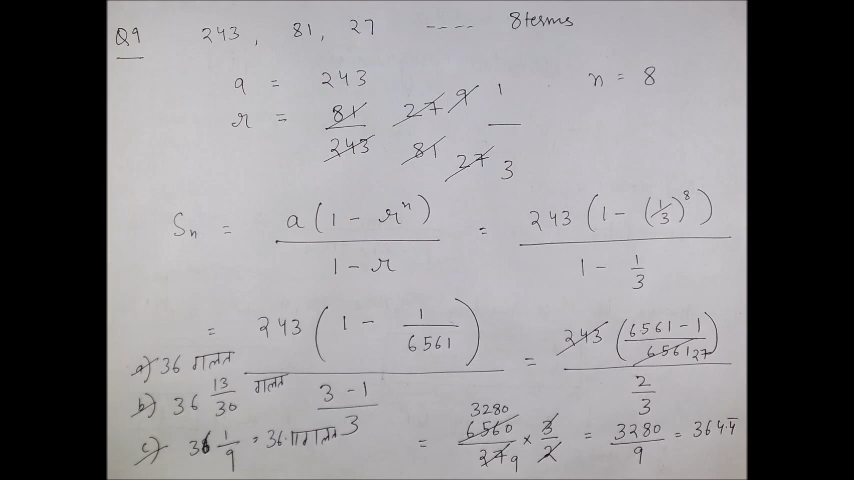 Q9 243, 81, 27 ---- 8 terms
a = 243 n = 8
r = 81/243 27/81 9/27 1/3
Sₙ = a(1 - rⁿ)/(1 - r) = 243(1 - (1/3)⁸)/(1 - 1/3)
= 243(1 - 1/6561)/((3 - 1)/3) = 243((6561 - 1)/6561 27)/(2/3)
a) 36 गलत
b) 36 13/30 गलत
c) 36 1/9 = 36.11 गलत
= 3280 6560/27 9 × 3/2 = 3280/9 = 364.4̄